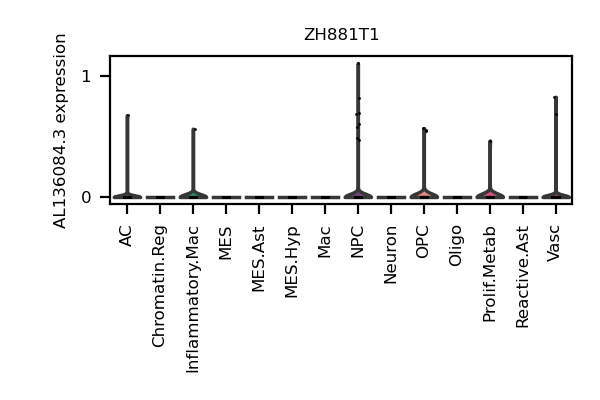 ZH881T1
AL136084.3 expression
1
0
AC
Chromatin.Reg
Inflammatory.Mac
MES
MES.Ast
MES.Hyp
Mac
NPC
Neuron
OPC
Oligo
Prolif.Metab
Reactive.Ast
Vasc